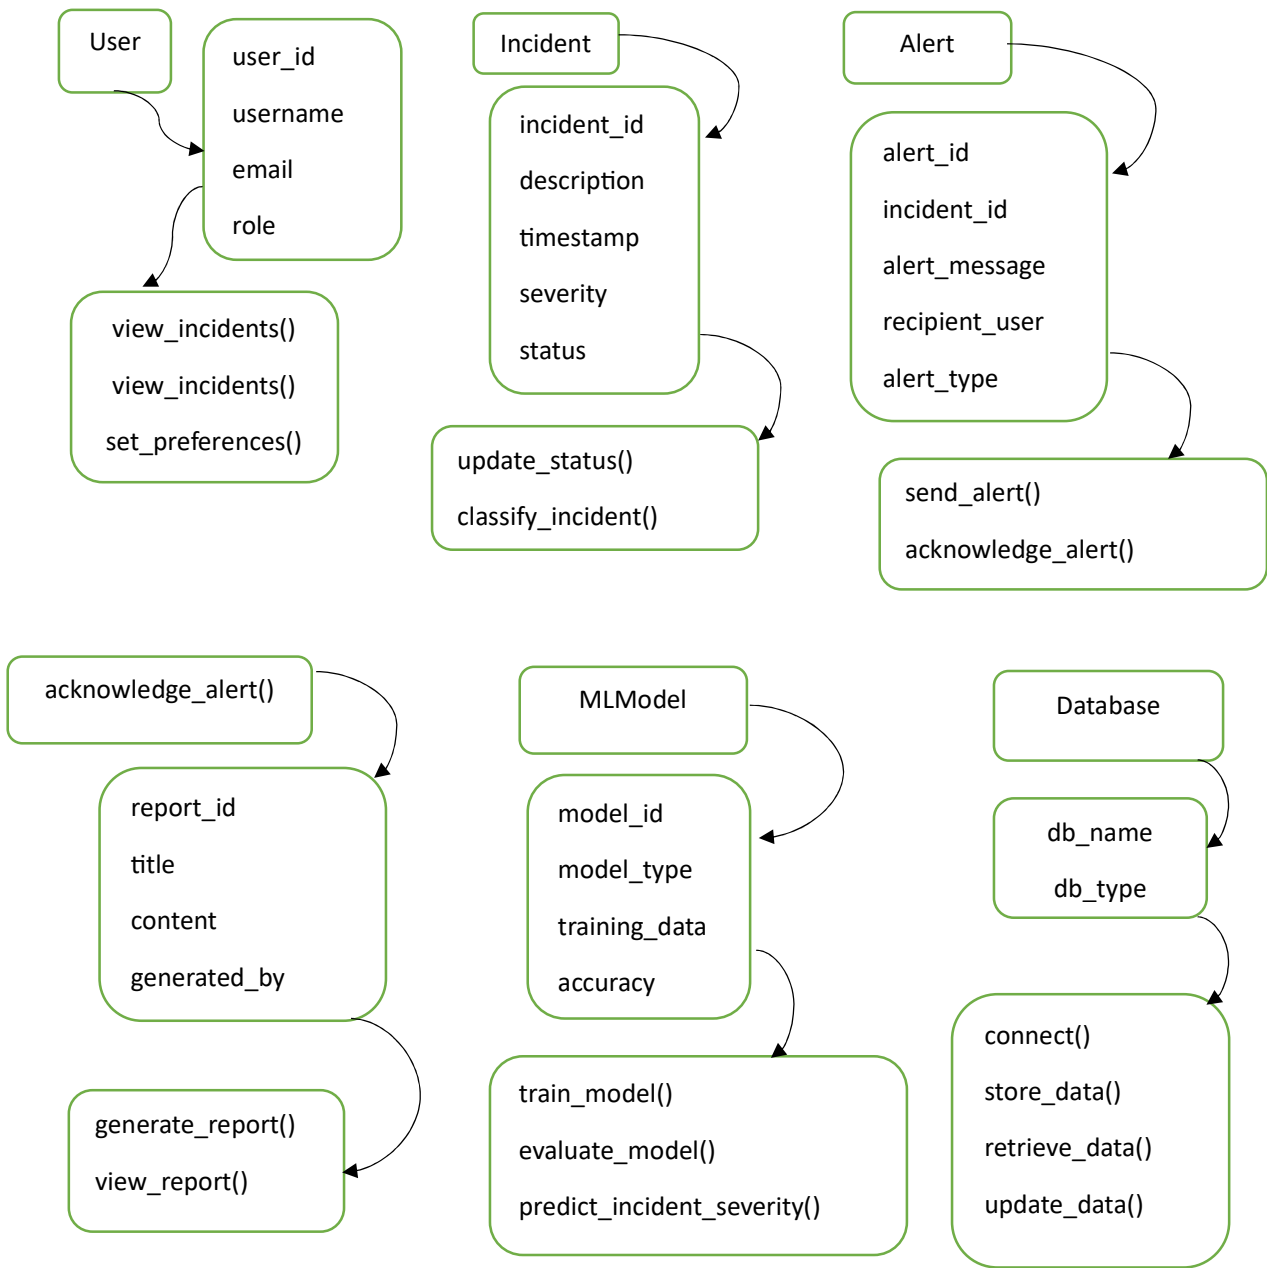 User
user_id
username
email
role
view_incidents()
view_incidents()
set_preferences()
Incident
incident_id
description
timestamp
severity
status
update_status()
classify_incident()
Alert
alert_id
incident_id
alert_message
recipient_user
alert_type
send_alert()
acknowledge_alert()
acknowledge_alert()
report_id
title
content
generated_by
generate_report()
view_report()
MLModel
model_id
model_type
training_data
accuracy
train_model()
evaluate_model()
predict_incident_severity()
Database
db_name
db_type
connect()
store_data()
retrieve_data()
update_data()